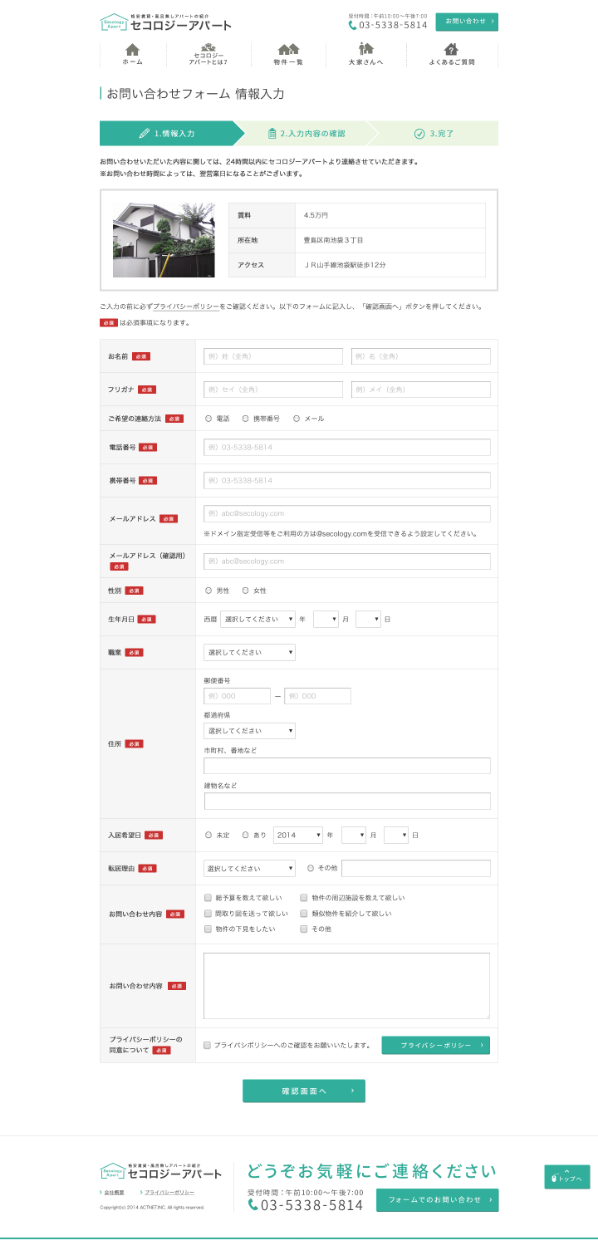 格安賃貸・風呂無しアパートの紹介
Secology Apart
セコロジーアパート
受付時間：午前10:00～午後7:00
03-5338-5814
お問い合わせ
ホーム
セコロジーアパートとは?
物件一覧
大家さんへ
よくあるご質問
お問い合わせフォーム 情報入力
1.情報入力
2.入力内容の確認
3.完了
お問い合わせいただいた内容に関しては、24時間以内にセコロジーアパートより連絡させていただきます。
※お問い合わせ時間によっては、翌営業日になることがございます。
賃料 4.5万円
所在地 豊島区南池袋３丁目
アクセス ＪＲ山手線池袋駅徒歩12分
ご入力の前に必ずプライバシーポリシーをご確認ください。以下のフォームに記入し、「確認画面へ」ボタンを押してください。
必須 は必須事項になります。
お名前 必須 例）姓（全角） 例）名（全角）
フリガナ 必須 例）セイ（全角） 例）メイ（全角）
ご希望の連絡方法 必須 電話 携帯番号 メール
電話番号 必須 例）03-5338-5814
携帯番号 必須 例）03-5338-5814
メールアドレス 必須 例）abc@secology.com
※ドメイン指定受信等をご利用の方は@secology.comを受信できるよう設定してください。
メールアドレス（確認用） 必須 例）abc@secology.com
性別 必須 男性 女性
生年月日 必須 西暦 選択してください 年 月 日
職業 必須 選択してください
住所 必須
郵便番号
例）000 ー 例）000
都道府県
選択してください
市町村、番地など
建物名など
入居希望日 必須 未定 あり 2014 年 月 日
転居理由 必須 選択してください その他
お問い合わせ内容 必須
総予算を教えて欲しい 物件の周辺施設を教えて欲しい
間取り図を送って欲しい 類似物件を紹介して欲しい
物件の下見をしたい その他
お問い合わせ内容 必須
プライバシーポリシーの
同意について 必須
プライバシポリシーへのご確認をお願いいたします。
プライバシーポリシー
確認画面へ
格安賃貸・風呂無しアパートの紹介
Secology Apart
セコロジーアパート
会社概要 プライバシーポリシー
Copyright(c) 2014 ACTNET,INC. All rights reserved.
どうぞお気軽にご連絡ください
受付時間：午前10:00～午後7:00
03-5338-5814
フォームでのお問い合わせ
トップへ